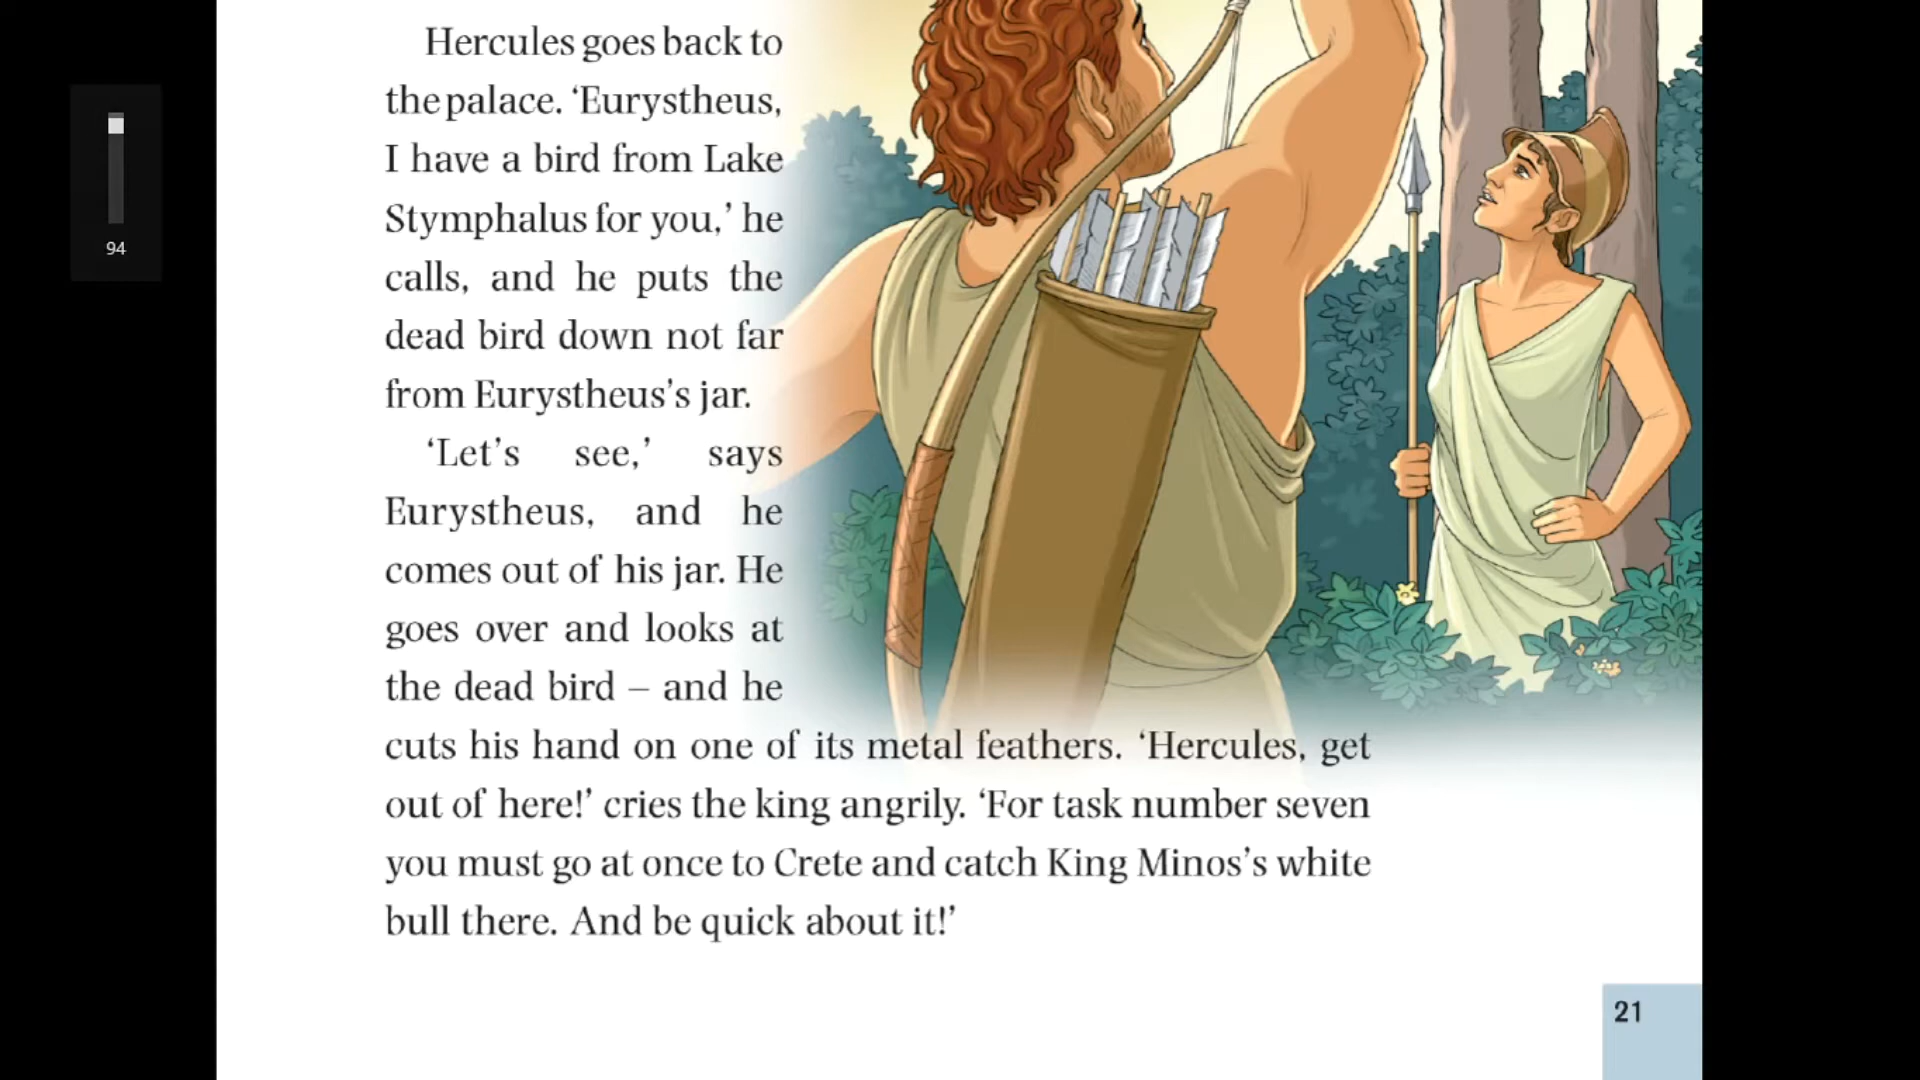 Hercules goes back to
the palace. ‘Eurystheus,
I have a bird from Lake
Stymphalus for you,’ he
calls, and he puts the
dead bird down not far
from Eurystheus’s jar.
‘Let’s see,’ says
Eurystheus, and he
comes out of his jar. He
goes over and looks at
the dead bird – and he
cuts his hand on one of its metal feathers. ‘Hercules, get
out of here!’ cries the king angrily. ‘For task number seven
you must go at once to Crete and catch King Minos’s white
bull there. And be quick about it!’
21
94